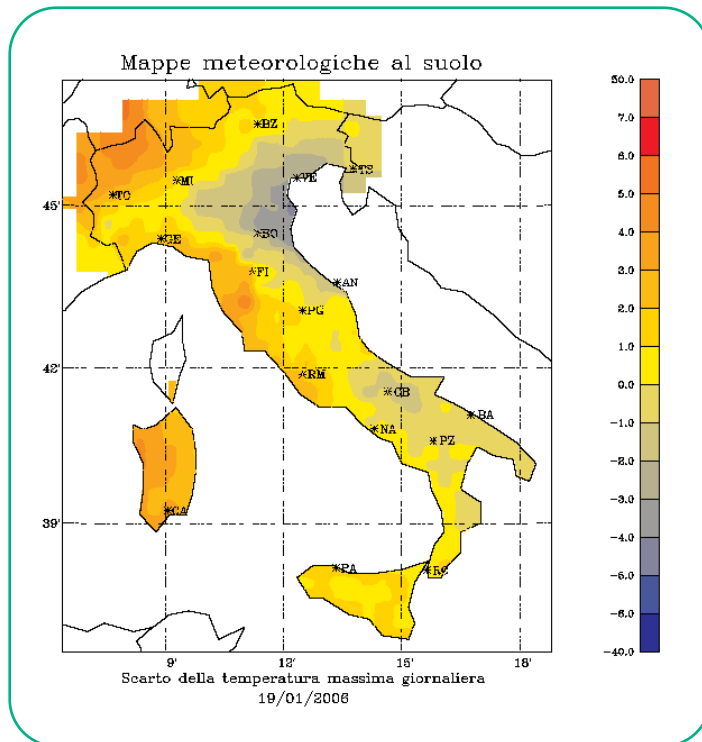 Mappe meteorologiche al suolo
50.0
7.0
BZ
6.0
TS
MI
VE
TO
5.0
45'
BO
GE
4.0
FI
AN
3.0
PG
2.0
42'
1.0
RM
0.0
CB
BA
-1.0
NA
PZ
-2.0
-3.0
CA
39'
-4.0
PA
RC
-5.0
-6.0
-40.0
9'
12'
15'
18'
Scarto della temperatura massima giornaliera
19/01/2006